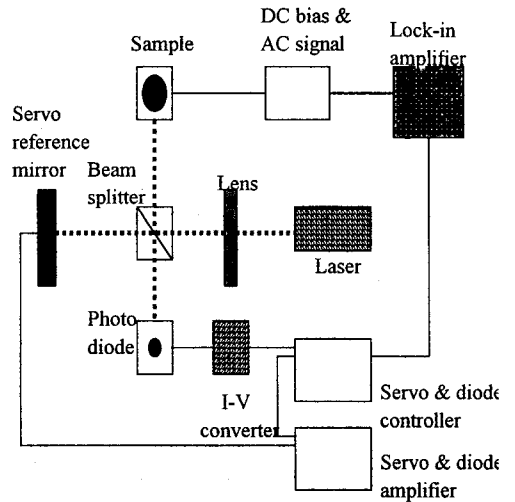 DC bias &
AC signal
Sample
Lock-in
amplifier
Servo
reference
mirror
Beam
splitter
Lens
Laser
Photo
diode
I-V
converter
Servo & diode
controller
Servo & diode
amplifier